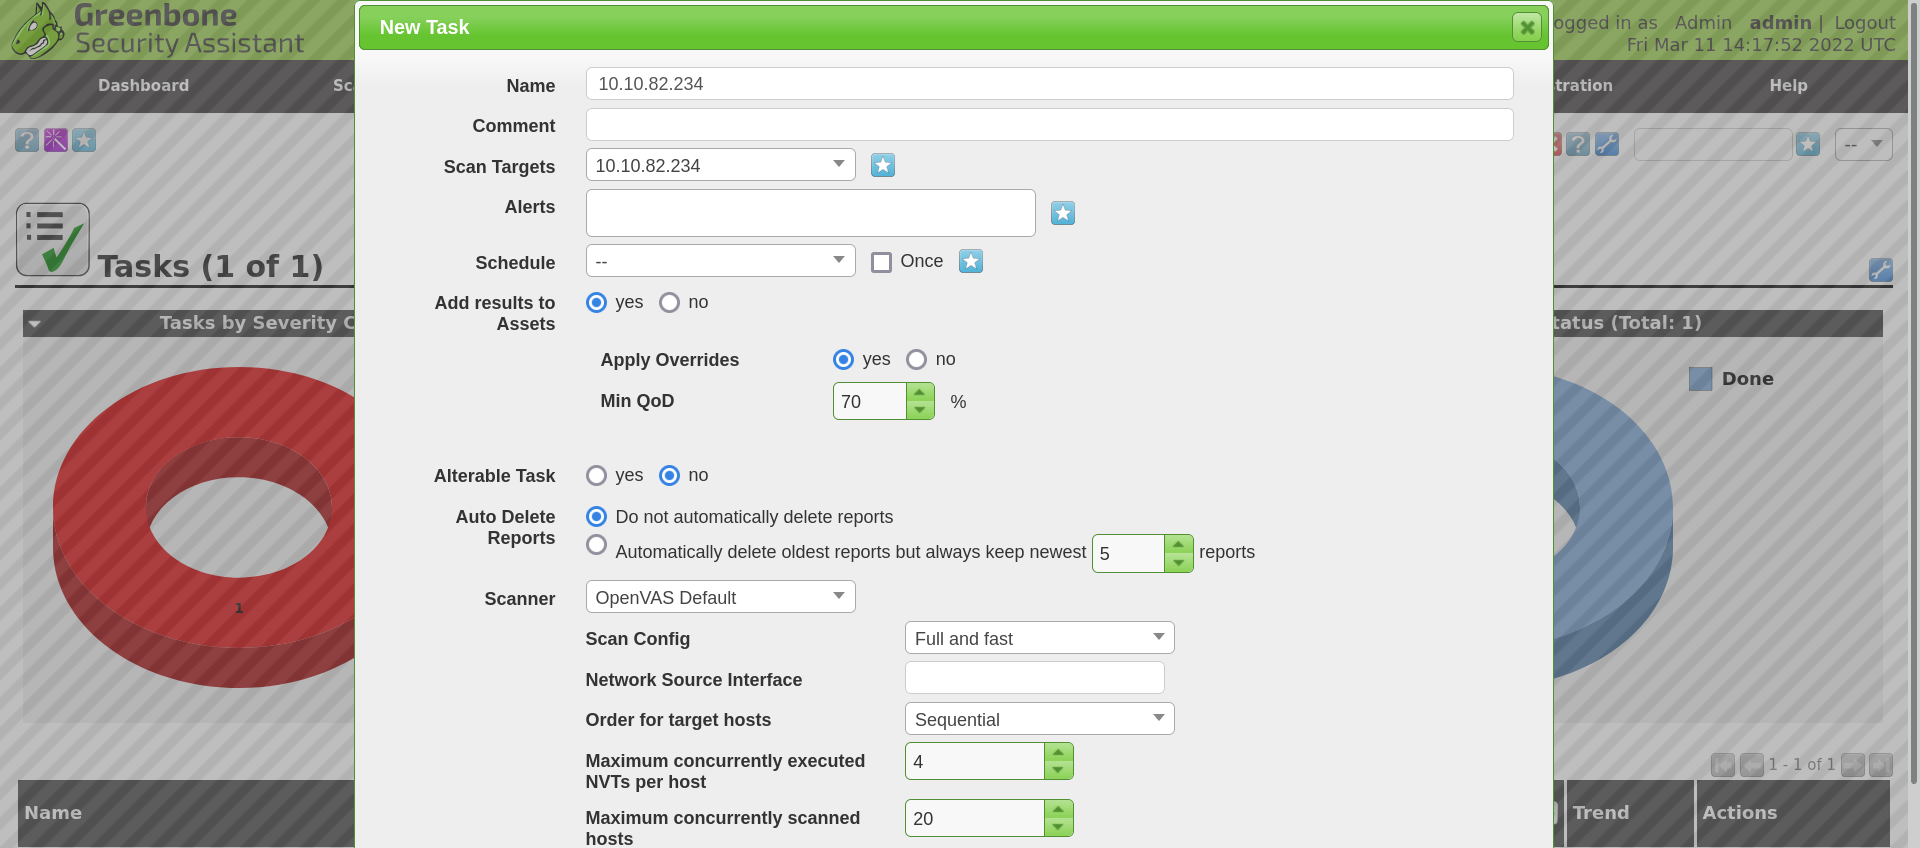 Greenbone
Security Assistant
New Task
ogged in as Admin admin | Logout
Fri Mar 11 14:17:52 2022 UTC
Dashboard
Sc
tration
Help
Name
10.10.82.234
Comment
Scan Targets
10.10.82.234
--
Alerts
Tasks (1 of 1)
Schedule
--
Once
Add results to
Assets
yes
no
Tasks by Severity C
tatus (Total: 1)
Apply Overrides
yes
no
Done
Min QoD
70
%
Alterable Task
yes
no
Auto Delete
Reports
Do not automatically delete reports
Automatically delete oldest reports but always keep newest 5 reports
Scanner
OpenVAS Default
1
Scan Config
Full and fast
Network Source Interface
Order for target hosts
Sequential
Maximum concurrently executed
NVTs per host
4
1 - 1 of 1
Maximum concurrently scanned
hosts
20
Name
Trend
Actions